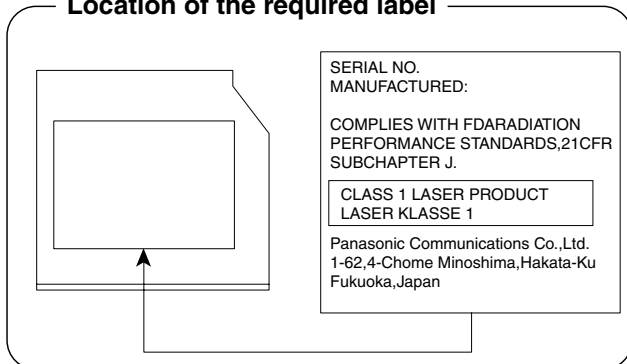 Location of the required label
SERIAL NO.
MANUFACTURED:
COMPLIES WITH FDARADIATION
PERFORMANCE STANDARDS,21CFR
SUBCHAPTER J.
CLASS 1 LASER PRODUCT
LASER KLASSE 1
Panasonic Communications Co.,Ltd.
1-62,4-Chome Minoshima,Hakata-Ku
Fukuoka,Japan